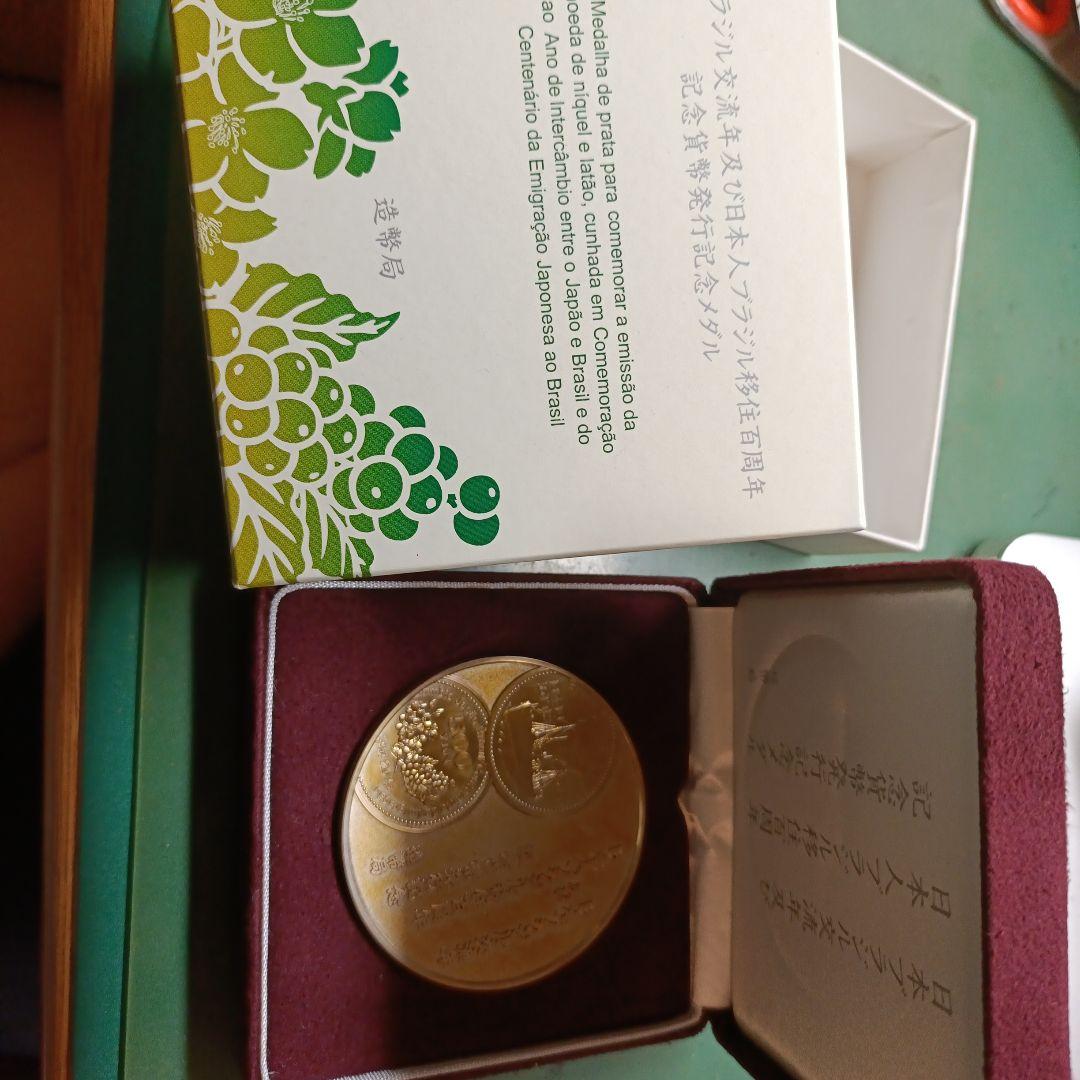 ブラジル交流年及び日本人ブラジル移住百周年
記念貨幣発行記念メダル
Medalha de prata para comemorar a emissão da
moeda de níquel e latão, cunhada em Comemoração
ao Ano de Intercâmbio entre o Japão e Brasil e do
Centenário da Emigração Japonesa ao Brasil
造幣局
日本ブラジル交流年及び
日本人ブラジル移住百周年
記念貨幣発行記念メダル